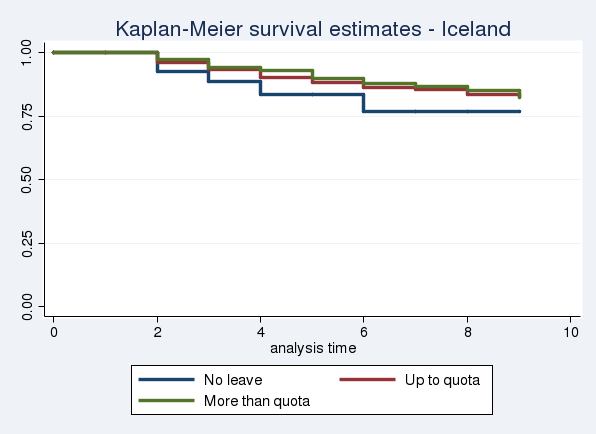 Kaplan-Meier survival estimates - Iceland
1.00
0.75
0.50
0.25
0.00
0 2 4 6 8 10
analysis time
No leave Up to quota
More than quota